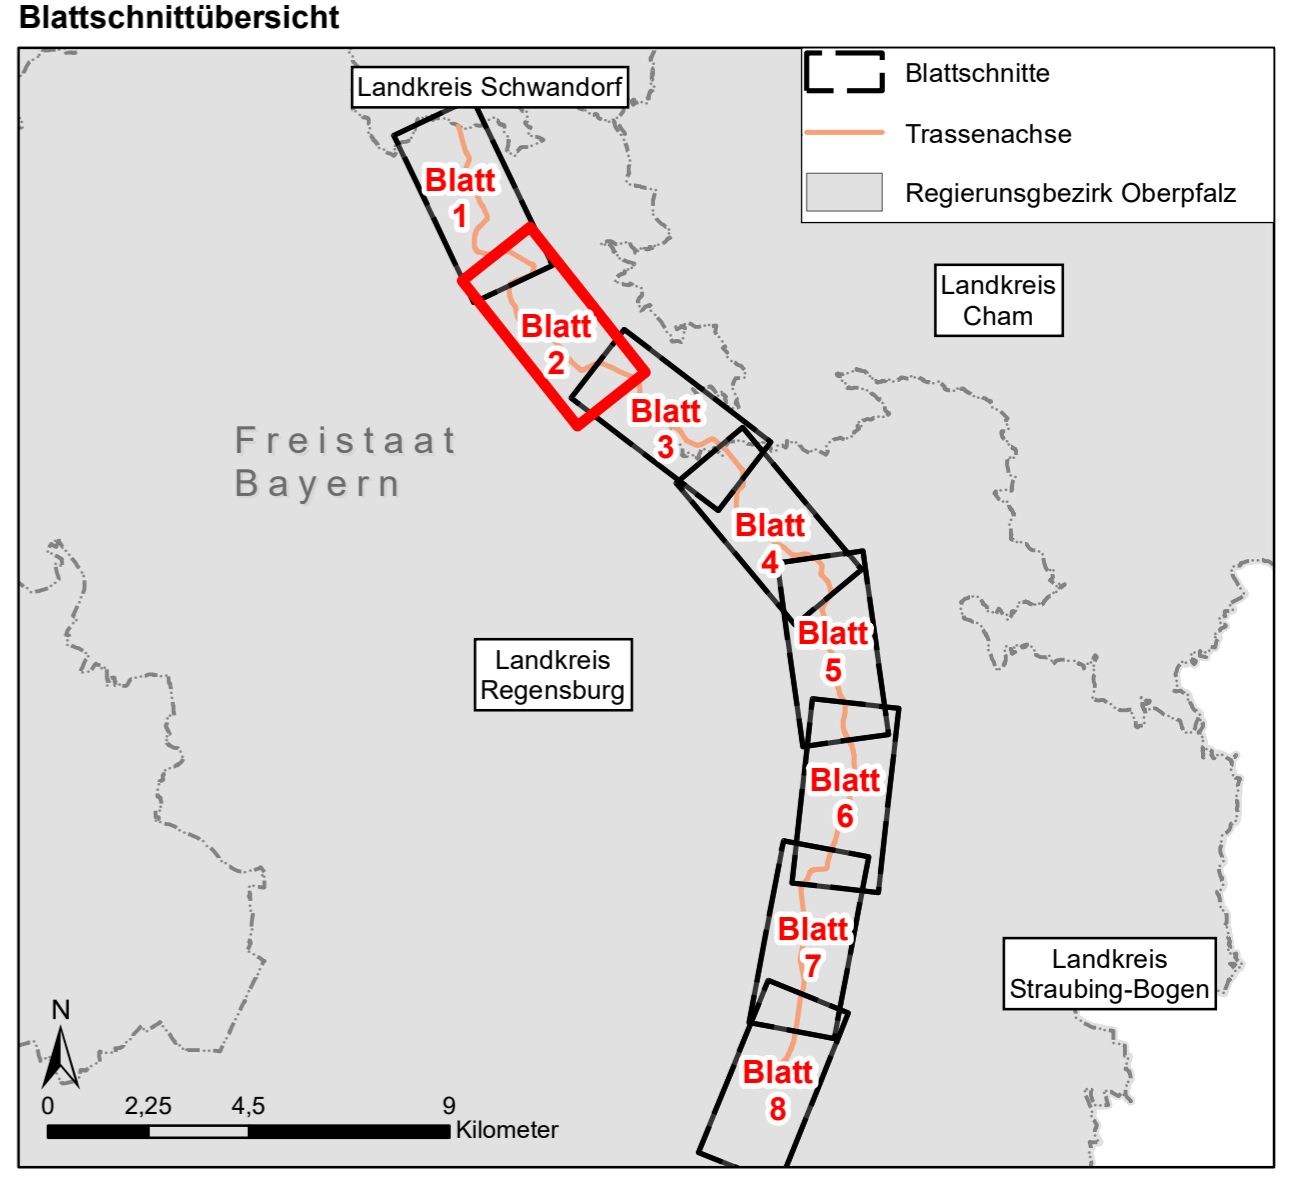 Blattschnittübersicht
Landkreis Schwandorf
Blattschnitte
Trassenachse
Regierunsgbezirk Oberpfalz
Blatt
1
Landkreis
Cham
Blatt
2
Blatt
3
Freistaat
Bayern
Blatt
4
Blatt
5
Landkreis
Regensburg
Blatt
6
Blatt
7
Landkreis
Straubing-Bogen
Blatt
8
N
0 2,25 4,5 9
Kilometer